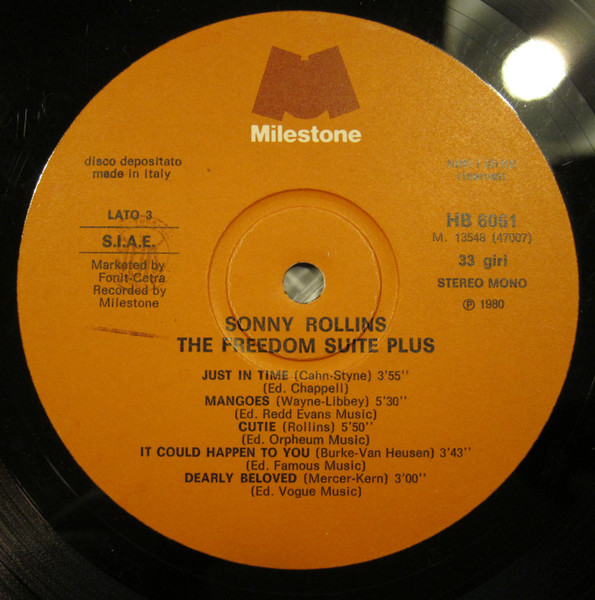 Milestone
disco depositato
made in Italy
LATO 3
S.I.A.E.
Marketed by
Fonit-Cetra
Recorded by
Milestone
HB 6061
M. 13548 (47007)
33 giri
STEREO MONO
℗ 1980
SONNY ROLLINS
THE FREEDOM SUITE PLUS
JUST IN TIME (Cahn-Styne) 3'55''
(Ed. Chappell)
MANGOES (Wayne-Libbey) 5'30''
(Ed. Redd Evans Music)
CUTIE (Rollins) 5'50''
(Ed. Orpheum Music)
IT COULD HAPPEN TO YOU (Burke-Van Heusen) 3'43''
(Ed. Famous Music)
DEARLY BELOVED (Mercer-Kern) 3'00''
(Ed. Vogue Music)